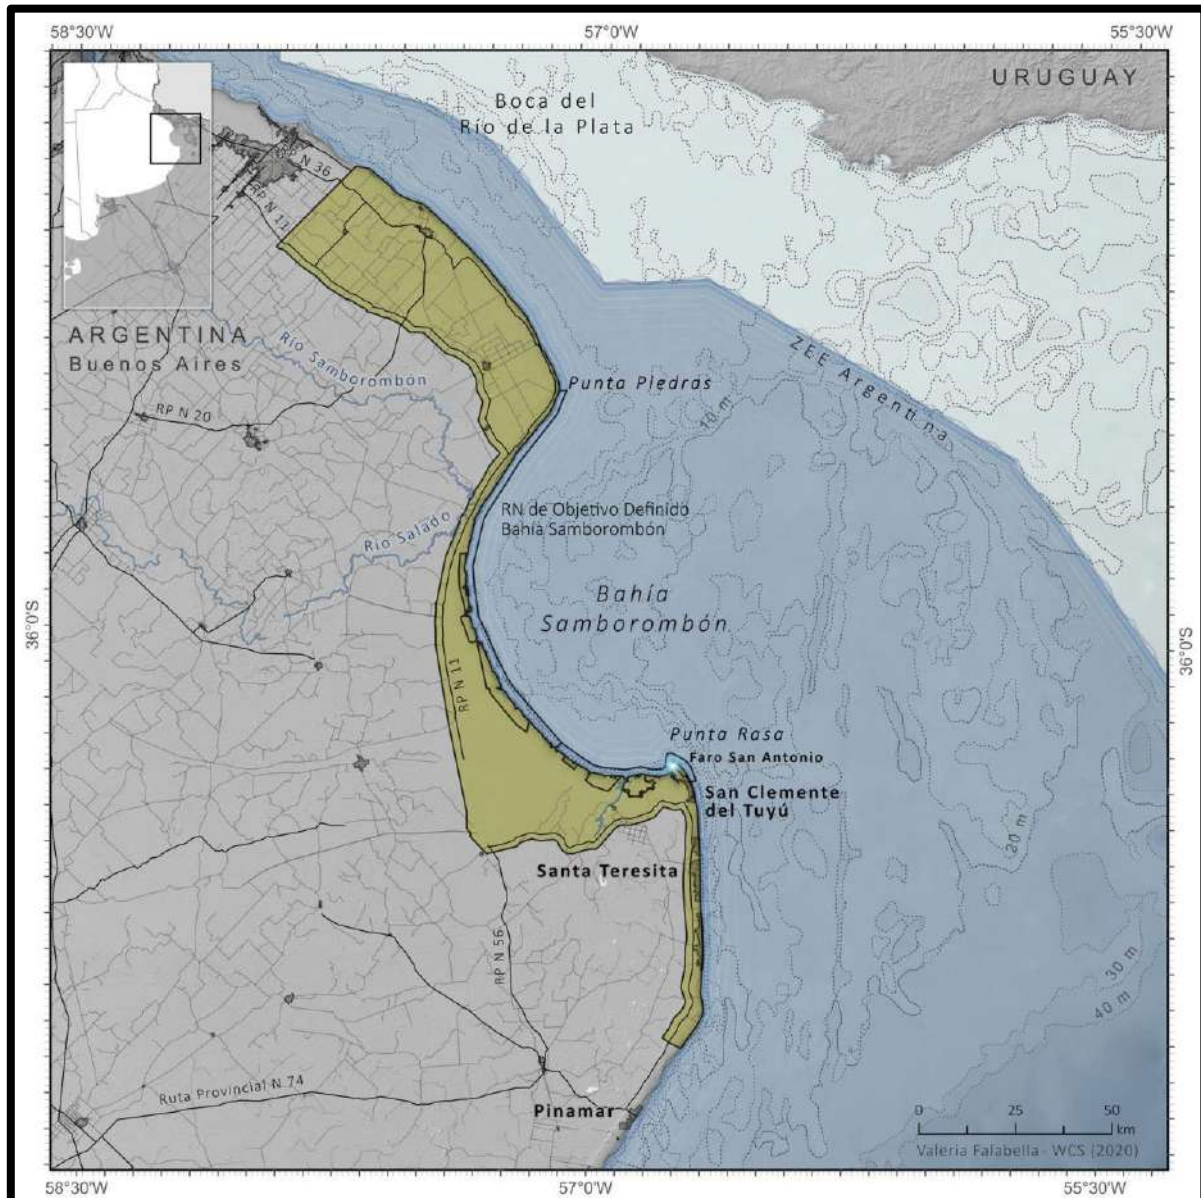 58°30'W
57°0'W
55°30'W
URUGUAY
Boca del
Río de la Plata
RP N 36
RP N 11
ARGENTINA
Buenos Aires
Río Samborombón
ZEE Argentina
Punta Piedras
10 m
RP N 20
RN de Objetivo Definido
Bahía Samborombón
Río Salado
Bahía
Samborombón
36°0'S
36°0'S
RP N 11
Punta Rasa
Faro San Antonio
San Clemente
del Tuyú
20 m
Santa Teresita
RP N 56
30 m
40 m
Ruta Provincial N 74
Pinamar
0 25 50
km
Valeria Falabella - WCS (2020)
58°30'W
57°0'W
55°30'W